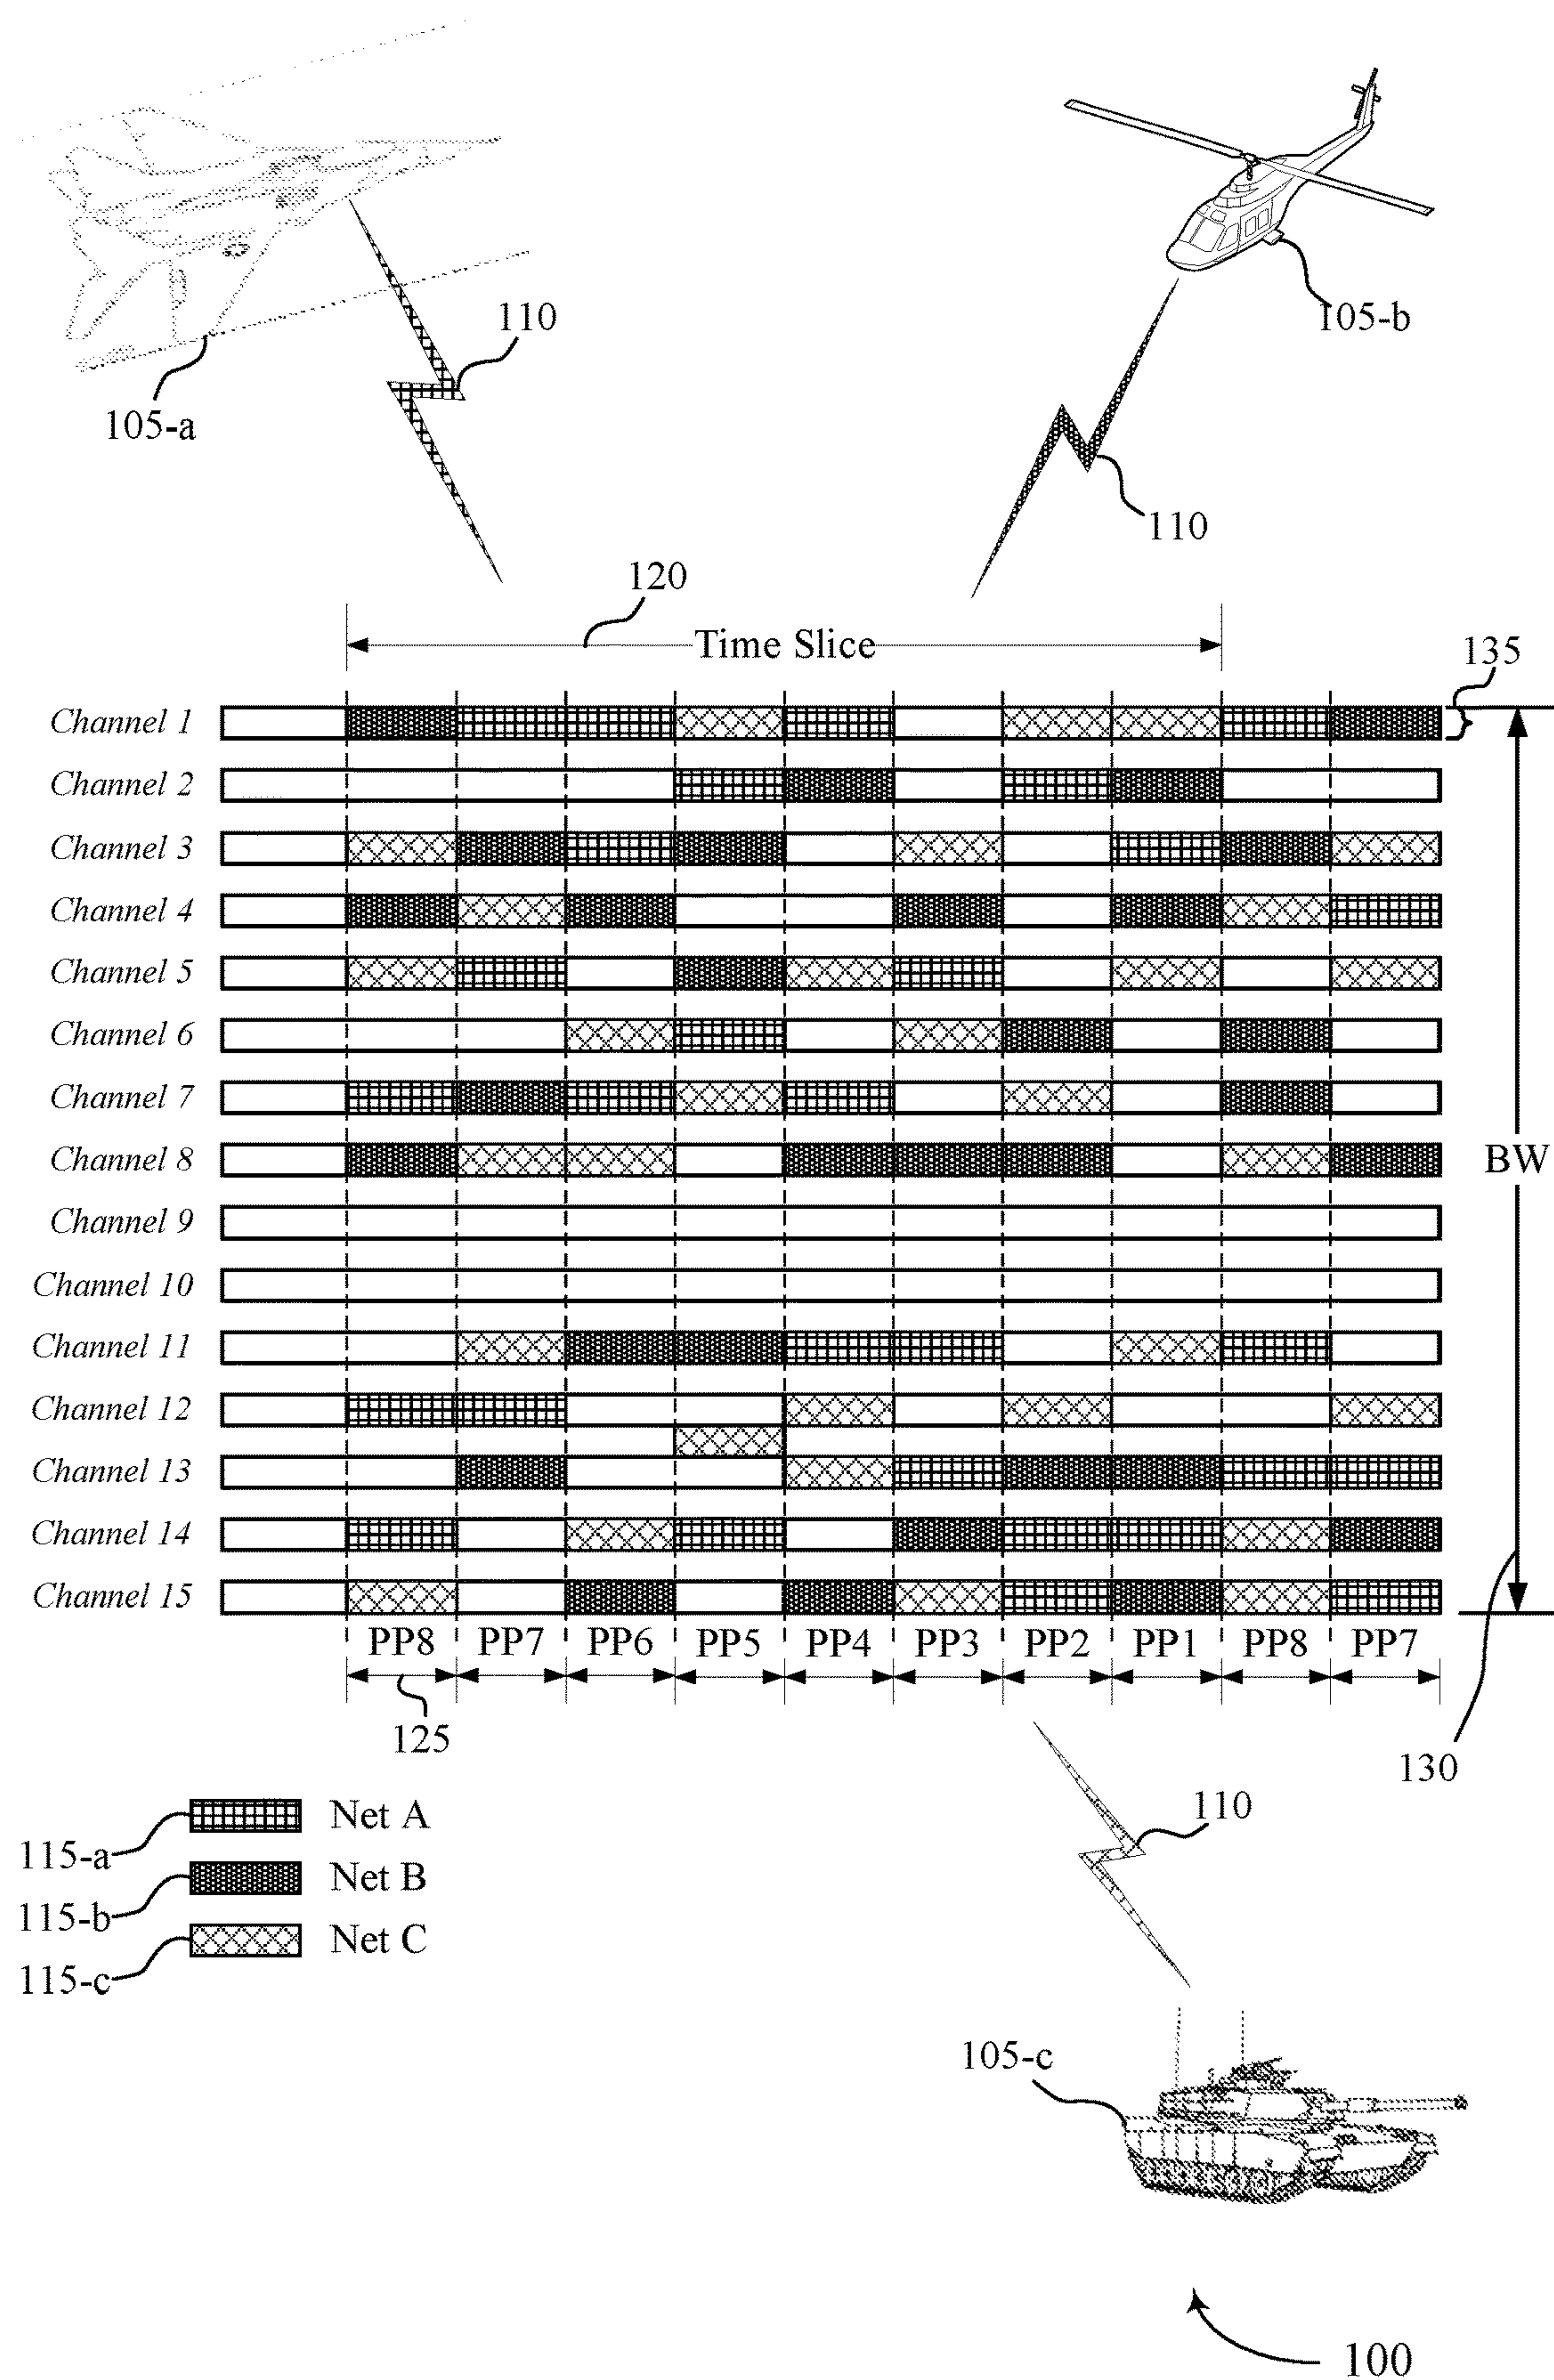 110
105-b
105-a
110
120
Time Slice
135
Channel 1
Channel 2
Channel 3
Channel 4
Channel 5
Channel 6
Channel 7
Channel 8
BW
Channel 9
Channel 10
Channel 11
Channel 12
Channel 13
Channel 14
Channel 15
PP8 PP7 PP6 PP5 PP4 PP3 PP2 PP1 PP8 PP7
125
130
115-a Net A
115-b Net B
115-c Net C
110
105-c
100